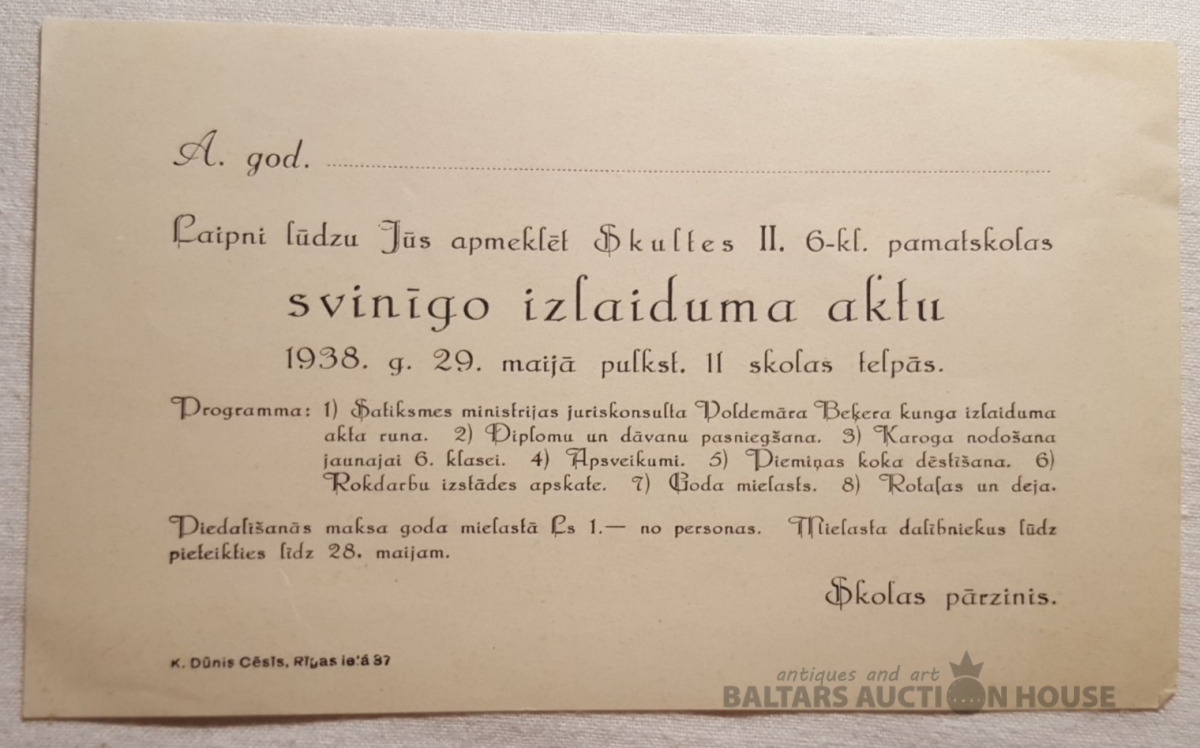 A. god.
Laipni lūdzu Jūs apmeklēt Skultes II. 6-kl. pamatskolas
svinīgo izlaiduma aktu
1938. g. 29. maijā pulkst. 11 skolas telpās.
Programma: 1) Satiksmes ministrijas juriskonsulta Voldemāra Beķera kunga izlaiduma
akta runa. 2) Diplomu un dāvanu pasniegšana. 3) Karoga nodošana
jaunajai 6. klasei. 4) Apsveikumi. 5) Piemiņas koka dēstīšana. 6)
Rokdarbu izstādes apskate. 7) Goda mielasts. 8) Rotaļas un deja.
Piedalīšanās maksa goda mielastā Ls 1.— no personas. Mielasta dalībniekus lūdz
pieteikties līdz 28. maijam.
Skolas pārzinis.
K. Dūnis Cēsīs, Rīgas ielā 37
antiques and art
BALTARS AUCTION HOUSE